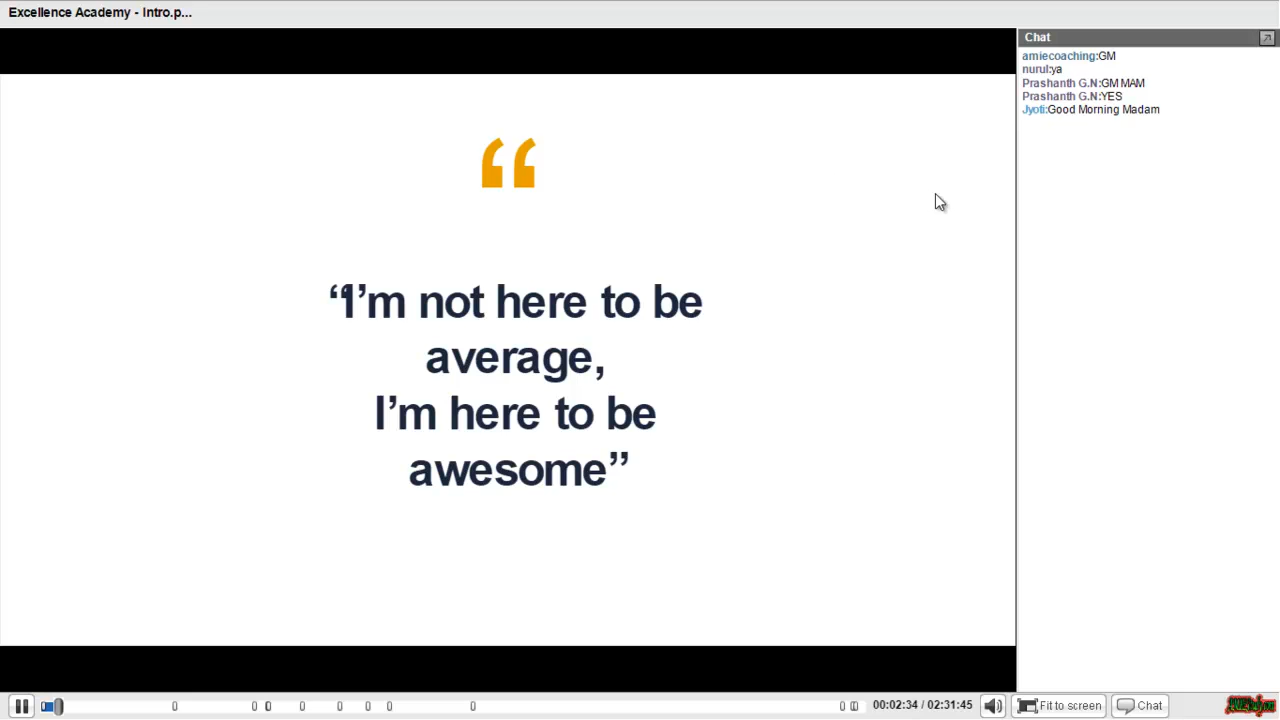 Excellence Academy - Intro.p...
Chat
amiecoaching:GM
nurul:ya
Prashanth G.N:GM MAM
Prashanth G.N:YES
Jyoti:Good Morning Madam
“
“I’m not here to be
average,
I’m here to be
awesome”
00:02:34 / 02:31:45
Fit to screen
Chat